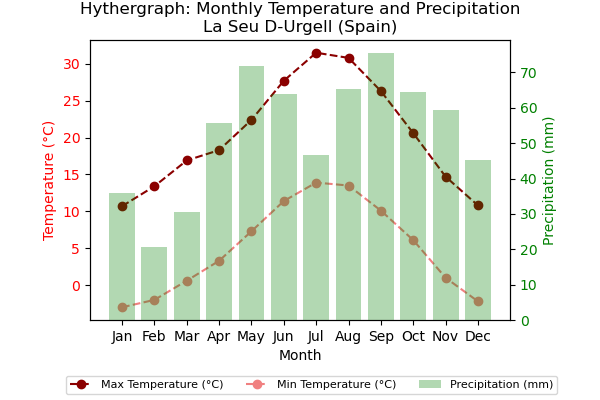 Hythergraph: Monthly Temperature and Precipitation
La Seu D-Urgell (Spain)
Temperature (°C)
30
25
20
15
10
5
0
70
60
50
40
30
20
10
0
Precipitation (mm)
Jan Feb Mar Apr May Jun Jul Aug Sep Oct Nov Dec
Month
Max Temperature (°C) Min Temperature (°C) Precipitation (mm)